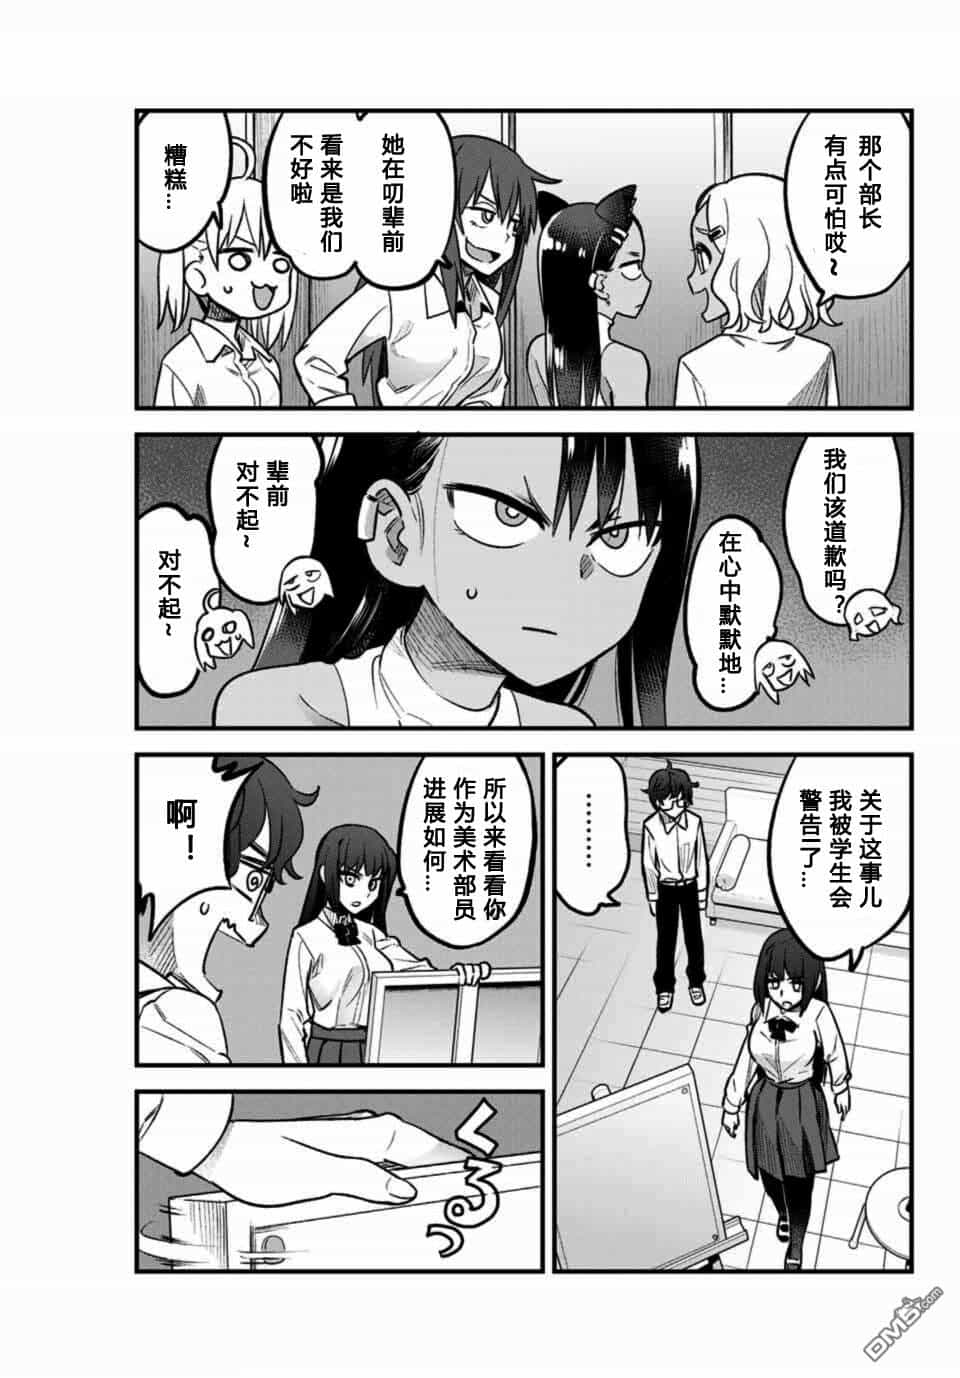 那个部长
有点可怕哎~
她在叨辈前
看来是我们
不好啦
糟糕…
我们该道歉吗？
在心中默默地…
辈前
对不起~
对不起~
关于这事儿
我被学生会
警告了…
………
所以来看看你
作为美术部员
进展如何…
啊！
くるっ
DM5.com